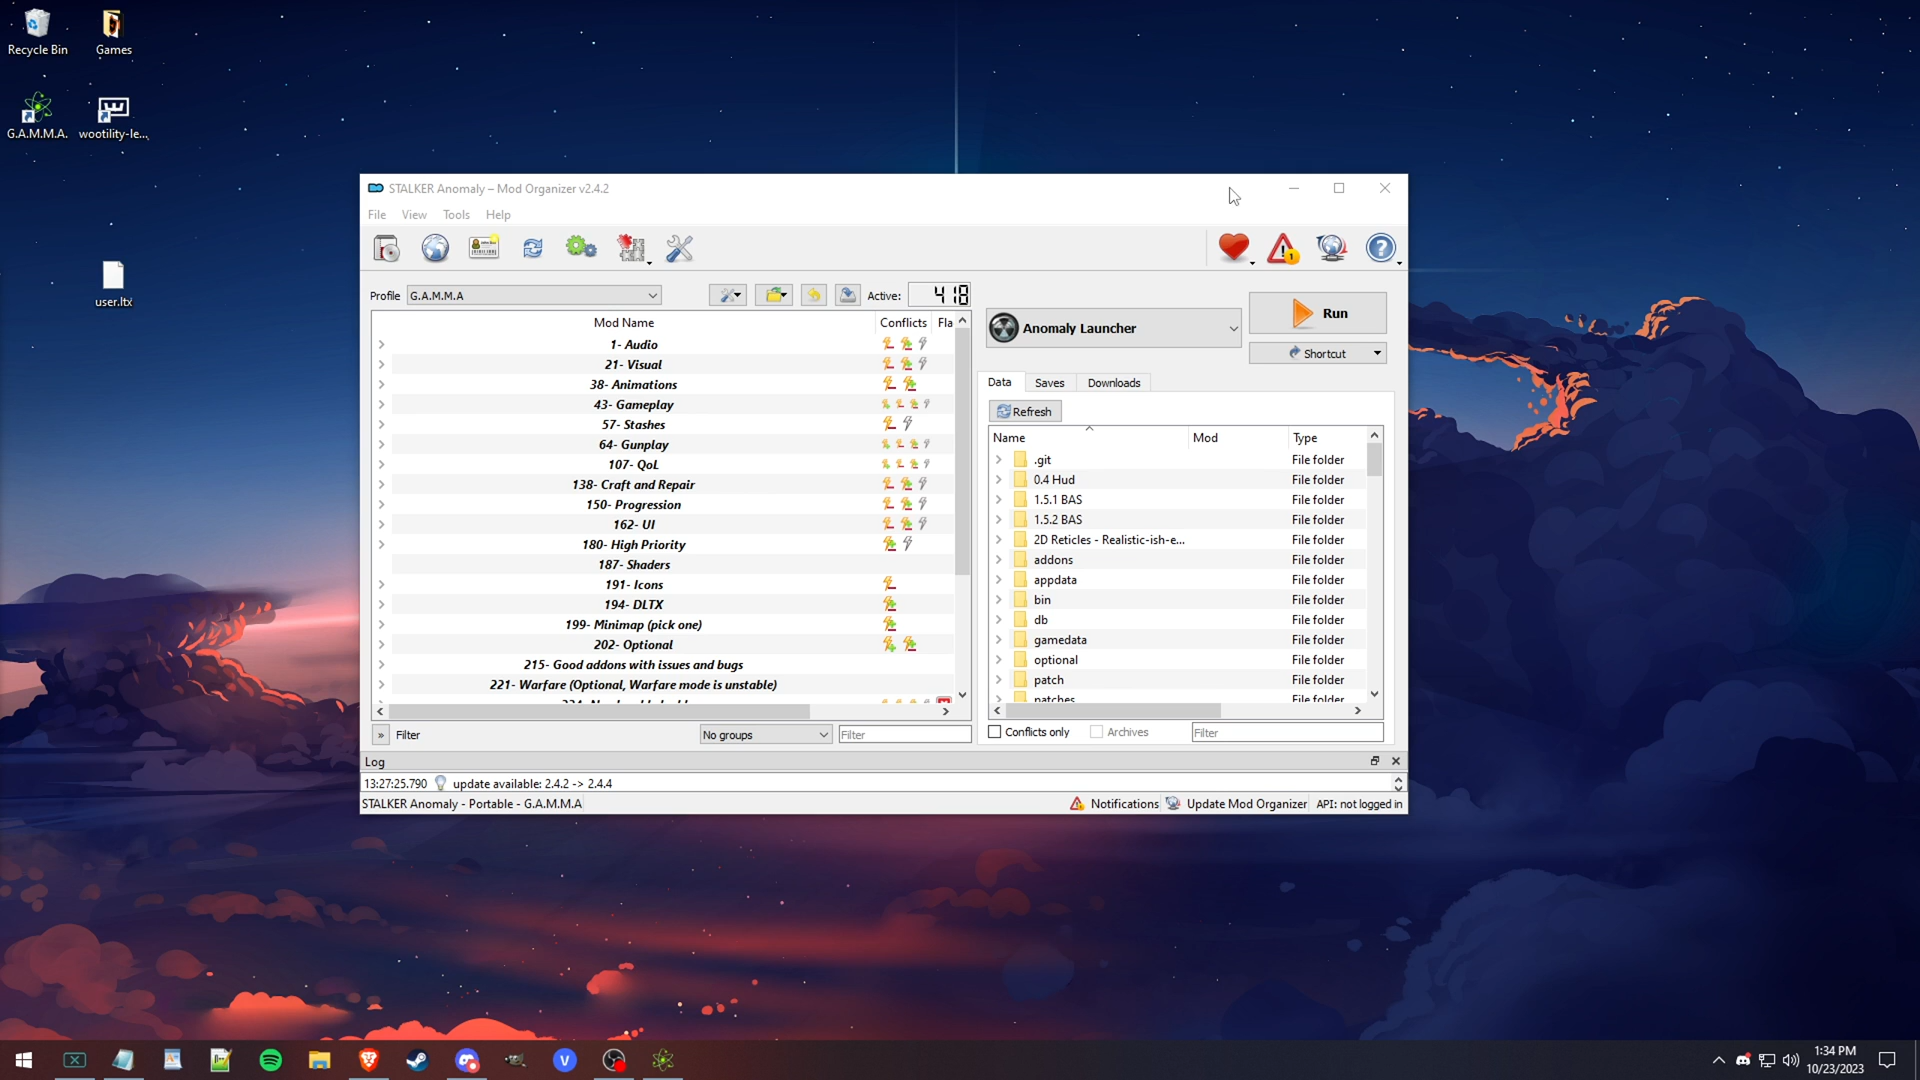 Recycle Bin
Games
G.A.M.M.A.
wootility-le...
user.ltx
STALKER Anomaly – Mod Organizer v2.4.2
File View Tools Help
Profile
G.A.M.M.A
Active: 418
Mod Name Conflicts Fla
1- Audio
21- Visual
38- Animations
43- Gameplay
57- Stashes
64- Gunplay
107- QoL
138- Craft and Repair
150- Progression
162- UI
180- High Priority
187- Shaders
191- Icons
194- DLTX
199- Minimap (pick one)
202- Optional
215- Good addons with issues and bugs
221- Warfare (Optional, Warfare mode is unstable)
» Filter
No groups
Filter
Anomaly Launcher
Run
Shortcut
Data Saves Downloads
Refresh
Name Mod Type
.git File folder
0.4 Hud File folder
1.5.1 BAS File folder
1.5.2 BAS File folder
2D Reticles - Realistic-ish-e... File folder
addons File folder
appdata File folder
bin File folder
db File folder
gamedata File folder
optional File folder
patch File folder
patches File folder
Conflicts only
Archives
Filter
Log
13:27:25.790 update available: 2.4.2 -> 2.4.4
STALKER Anomaly - Portable - G.A.M.M.A
Notifications
Update Mod Organizer
API: not logged in
1:34 PM
10/23/2023